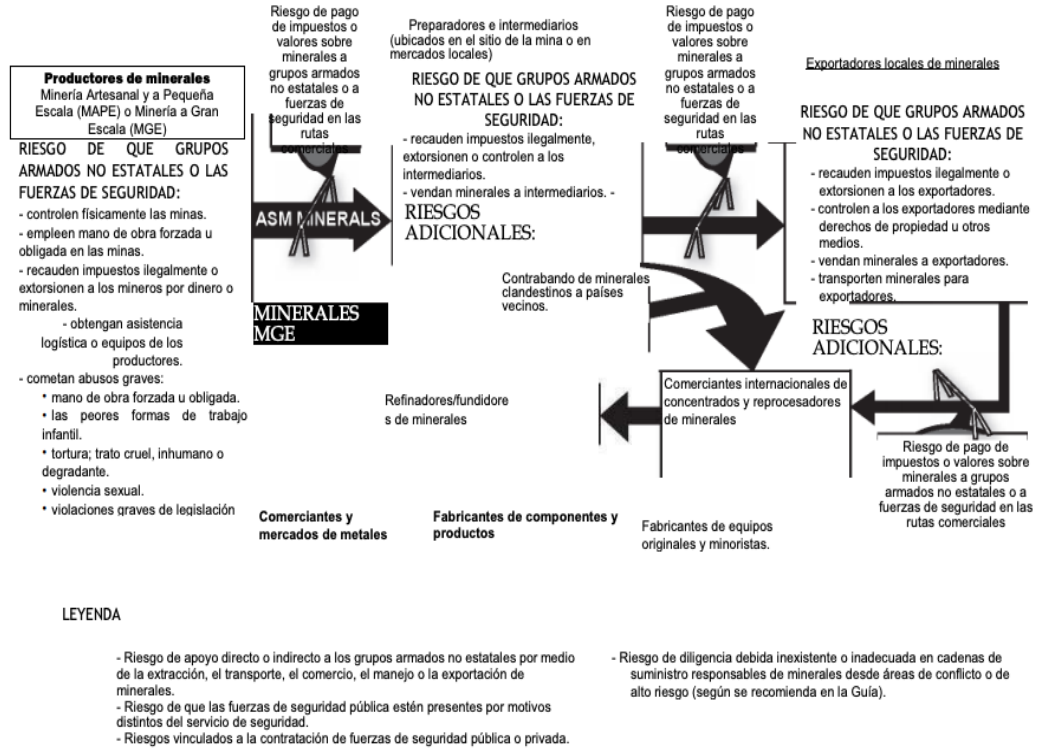 Productores de minerales
Minería Artesanal y a Pequeña
Escala (MAPE) o Minería a Gran
Escala (MGE)
RIESGO DE QUE GRUPOS
ARMADOS NO ESTATALES O LAS
FUERZAS DE SEGURIDAD:
- controlen físicamente las minas.
- empleen mano de obra forzada u
obligada en las minas.
- recauden impuestos ilegalmente o
extorsionen a los mineros por dinero o
minerales.
- obtengan asistencia
logística o equipos de los
productores.
- cometan abusos graves:
• mano de obra forzada u obligada.
• las peores formas de trabajo
infantil.
• tortura; trato cruel, inhumano o
degradante.
• violencia sexual.
• violaciones graves de legislación
Riesgo de pago
de impuestos o
valores sobre
minerales a
grupos armados
no estatales o a
fuerzas de
seguridad en las
rutas
comerciales
ASM MINERALS
MINERALES
MGE
Preparadores e intermediarios
(ubicados en el sitio de la mina o en
mercados locales)
RIESGO DE QUE GRUPOS ARMADOS
NO ESTATALES O LAS FUERZAS DE
SEGURIDAD:
- recauden impuestos ilegalmente,
extorsionen o controlen a los
intermediarios.
- vendan minerales a intermediarios. -
RIESGOS
ADICIONALES:
Contrabando de minerales
clandestinos a países
vecinos.
Riesgo de pago
de impuestos o
valores sobre
minerales a
grupos armados
no estatales o a
fuerzas de
seguridad en las
rutas
comerciales
Exportadores locales de minerales
RIESGO DE QUE GRUPOS ARMADOS
NO ESTATALES O LAS FUERZAS DE
SEGURIDAD:
- recauden impuestos ilegalmente o
extorsionen a los exportadores.
- controlen a los exportadores mediante
derechos de propiedad u otros
medios.
- vendan minerales a exportadores.
- transporten minerales para
exportadores.
RIESGOS
ADICIONALES:
Riesgo de pago de
impuestos o valores sobre
minerales a grupos
armados no estatales o a
fuerzas de seguridad en las
rutas comerciales
Comerciantes internacionales de
concentrados y reprocesadores
de minerales
Refinadores/fundidore
s de minerales
Comerciantes y
mercados de metales
Fabricantes de componentes y
productos
Fabricantes de equipos
originales y minoristas.
LEYENDA
- Riesgo de apoyo directo o indirecto a los grupos armados no estatales por medio
de la extracción, el transporte, el comercio, el manejo o la exportación de
minerales.
- Riesgo de que las fuerzas de seguridad pública estén presentes por motivos
distintos del servicio de seguridad.
- Riesgos vinculados a la contratación de fuerzas de seguridad pública o privada.
- Riesgo de diligencia debida inexistente o inadecuada en cadenas de
suministro responsables de minerales desde áreas de conflicto o de
alto riesgo (según se recomienda en la Guía).